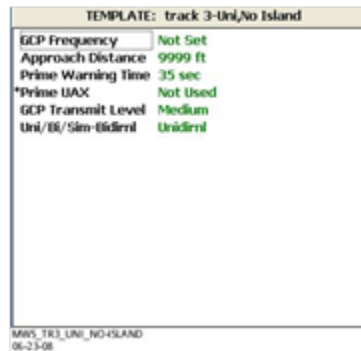 TEMPLATE: track 3-Uni,No Island
GCP Frequency Not Set
Approach Distance 9999 ft
Prime Warning Time 35 sec
*Prime UAX Not Used
GCP Transmit Level Medium
Uni/Bi/Sim-Bidirnl Unidirnl
MWS_TR3_UNI_NO-ISLAND
06-23-08